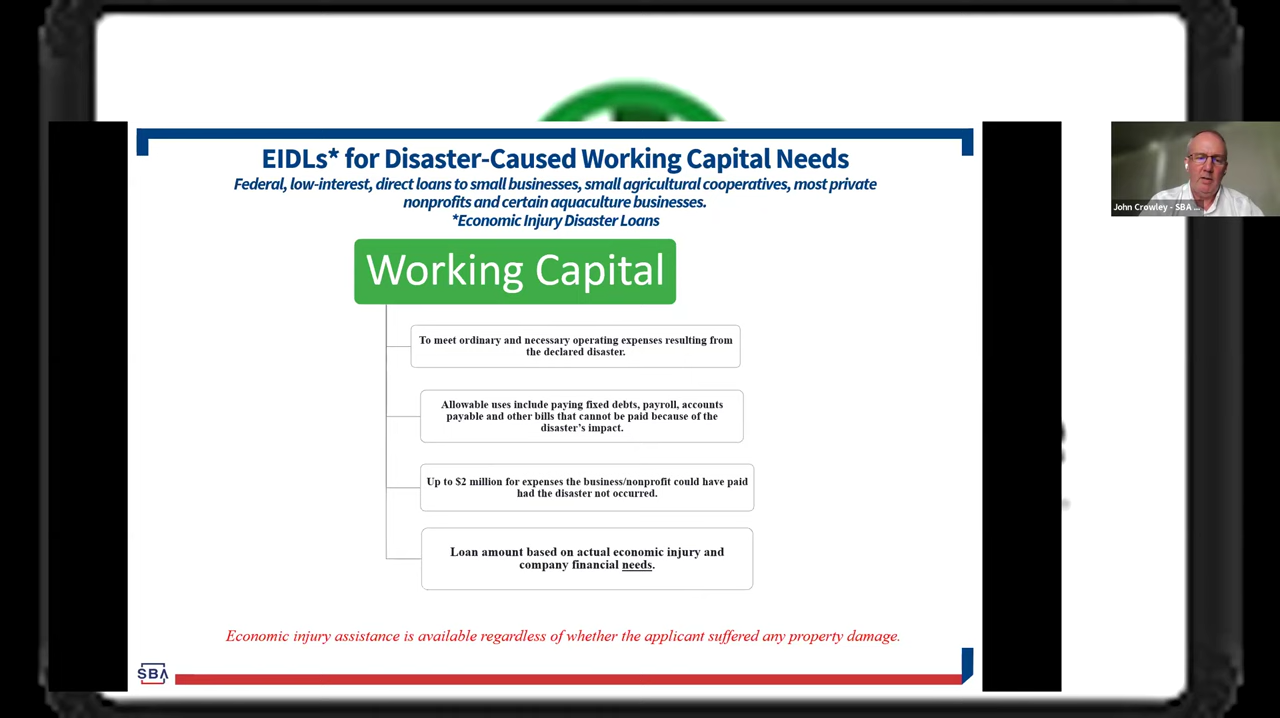 EIDLs* for Disaster-Caused Working Capital Needs
Federal, low-interest, direct loans to small businesses, small agricultural cooperatives, most private
nonprofits and certain aquaculture businesses.
*Economic Injury Disaster Loans
Working Capital
To meet ordinary and necessary operating expenses resulting from
the declared disaster.
Allowable uses include paying fixed debts, payroll, accounts
payable and other bills that cannot be paid because of the
disaster’s impact.
Up to $2 million for expenses the business/nonprofit could have paid
had the disaster not occurred.
Loan amount based on actual economic injury and
company financial needs.
Economic injury assistance is available regardless of whether the applicant suffered any property damage.
SBA
John Crowley - SBA ...